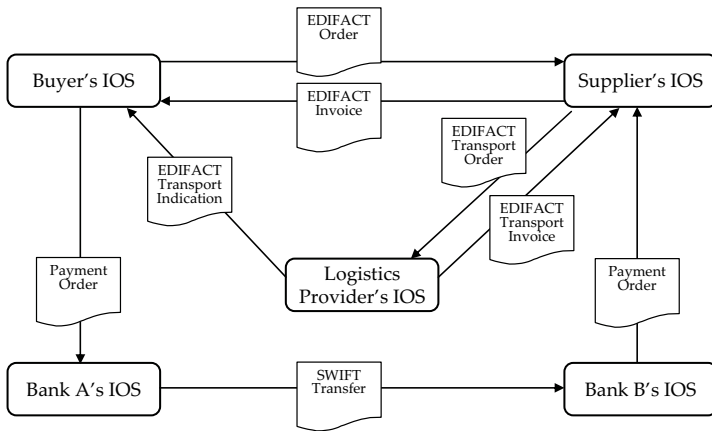 EDIFACT
Order
Buyer's IOS
Supplier's IOS
EDIFACT
Invoice
EDIFACT
Transport
Order
EDIFACT
Transport
Indication
EDIFACT
Transport
Invoice
Payment
Order
Logistics
Provider's IOS
Payment
Order
Bank A's IOS
SWIFT
Transfer
Bank B's IOS